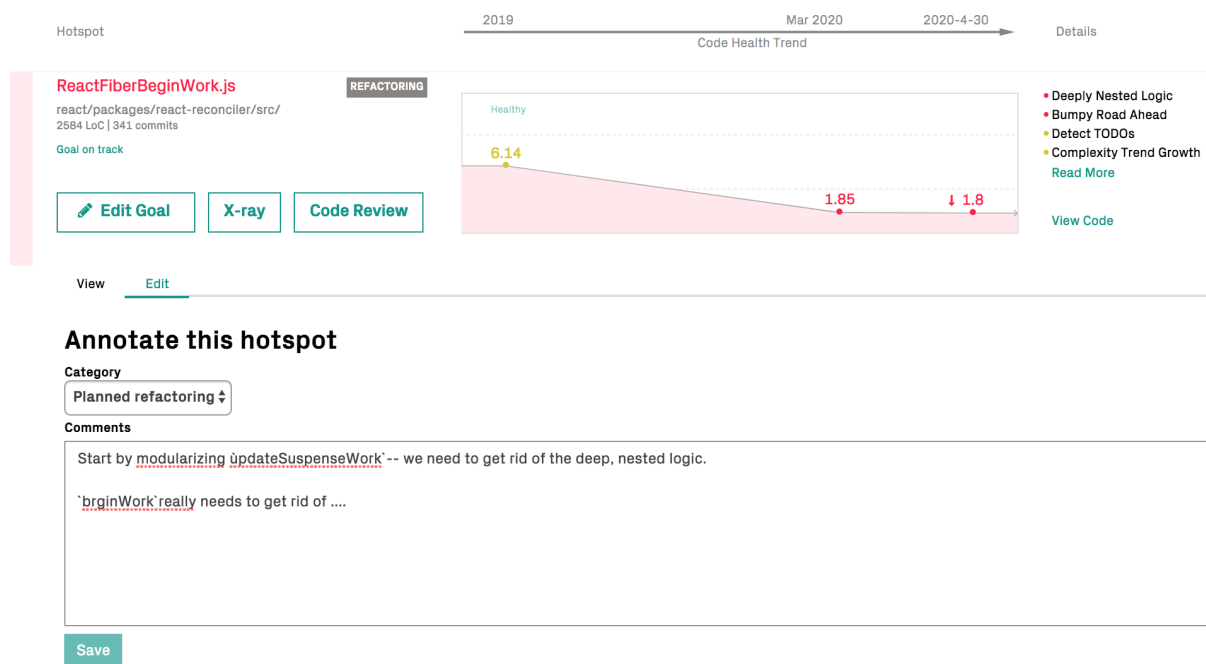 Hotspot
2019
Mar 2020
2020-4-30
Code Health Trend
Details
ReactFiberBeginWork.js
REFACTORING
react/packages/react-reconciler/src/
2584 LoC | 341 commits
Goal on track
Edit Goal
X-ray
Code Review
Healthy
6.14
1.85
↓ 1.8
Deeply Nested Logic
Bumpy Road Ahead
Detect TODOs
Complexity Trend Growth
Read More
View Code
View
Edit
Annotate this hotspot
Category
Planned refactoring
Comments
Start by modularizing ùpdateSuspenseWork`-- we need to get rid of the deep, nested logic.
`brginWork`really needs to get rid of ....
Save